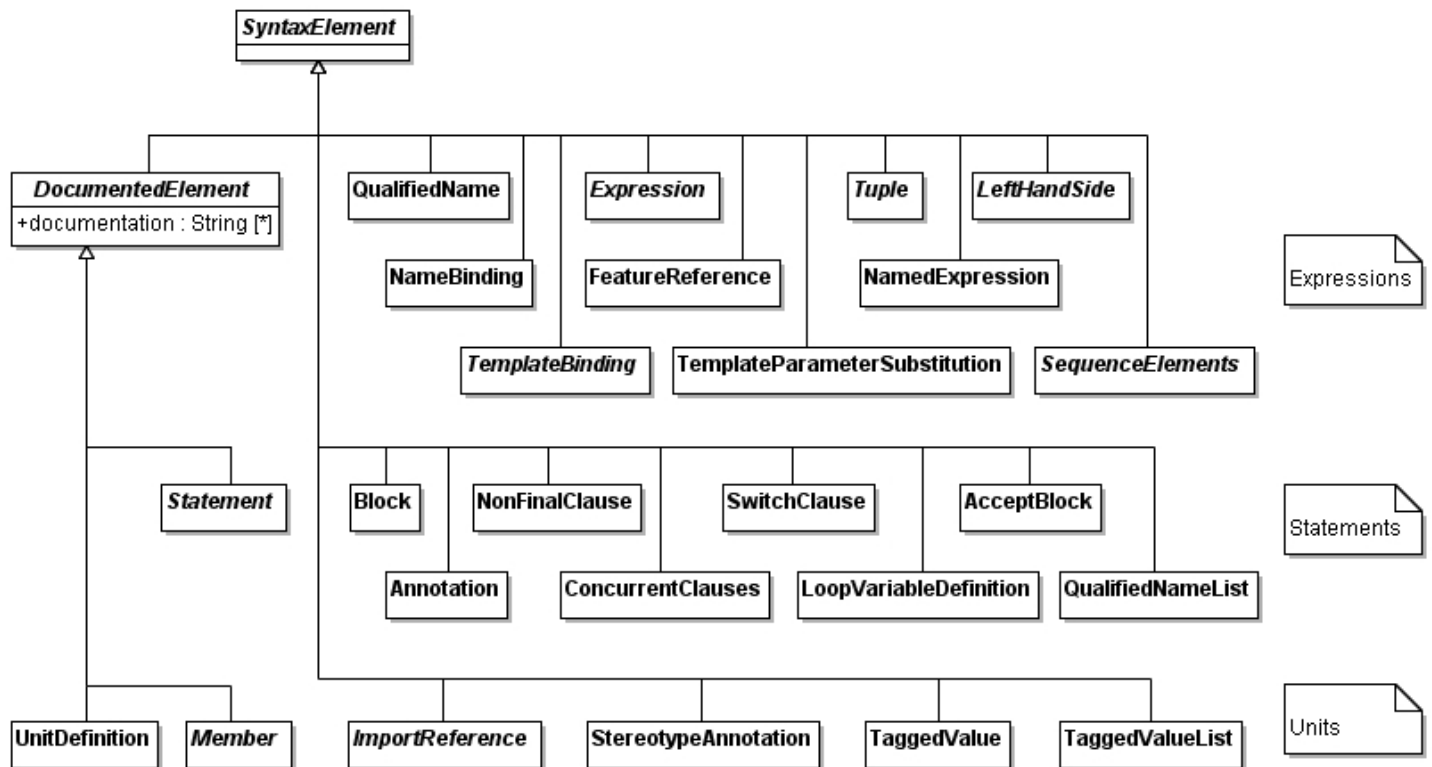 SyntaxElement
DocumentedElement
+documentation : String [*]
QualifiedName
Expression
Tuple
LeftHandSide
NameBinding
FeatureReference
NamedExpression
Expressions
TemplateBinding
TemplateParameterSubstitution
SequenceElements
Statement
Block
NonFinalClause
SwitchClause
AcceptBlock
Statements
Annotation
ConcurrentClauses
LoopVariableDefinition
QualifiedNameList
UnitDefinition
Member
ImportReference
StereotypeAnnotation
TaggedValue
TaggedValueList
Units